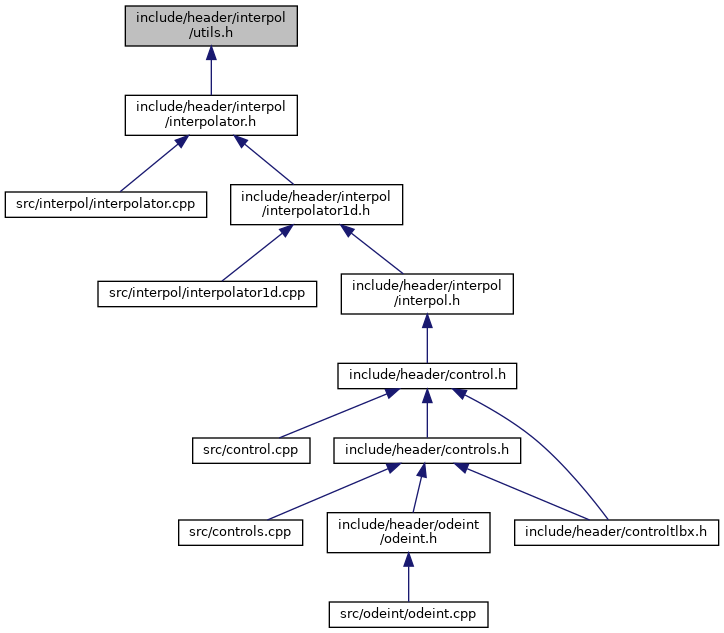 include/header/interpol
/utils.h
include/header/interpol
/interpolator.h
src/interpol/interpolator.cpp
include/header/interpol
/interpolator1d.h
src/interpol/interpolator1d.cpp
include/header/interpol
/interpol.h
include/header/control.h
src/control.cpp
include/header/controls.h
src/controls.cpp
include/header/odeint
/odeint.h
include/header/controltlbx.h
src/odeint/odeint.cpp